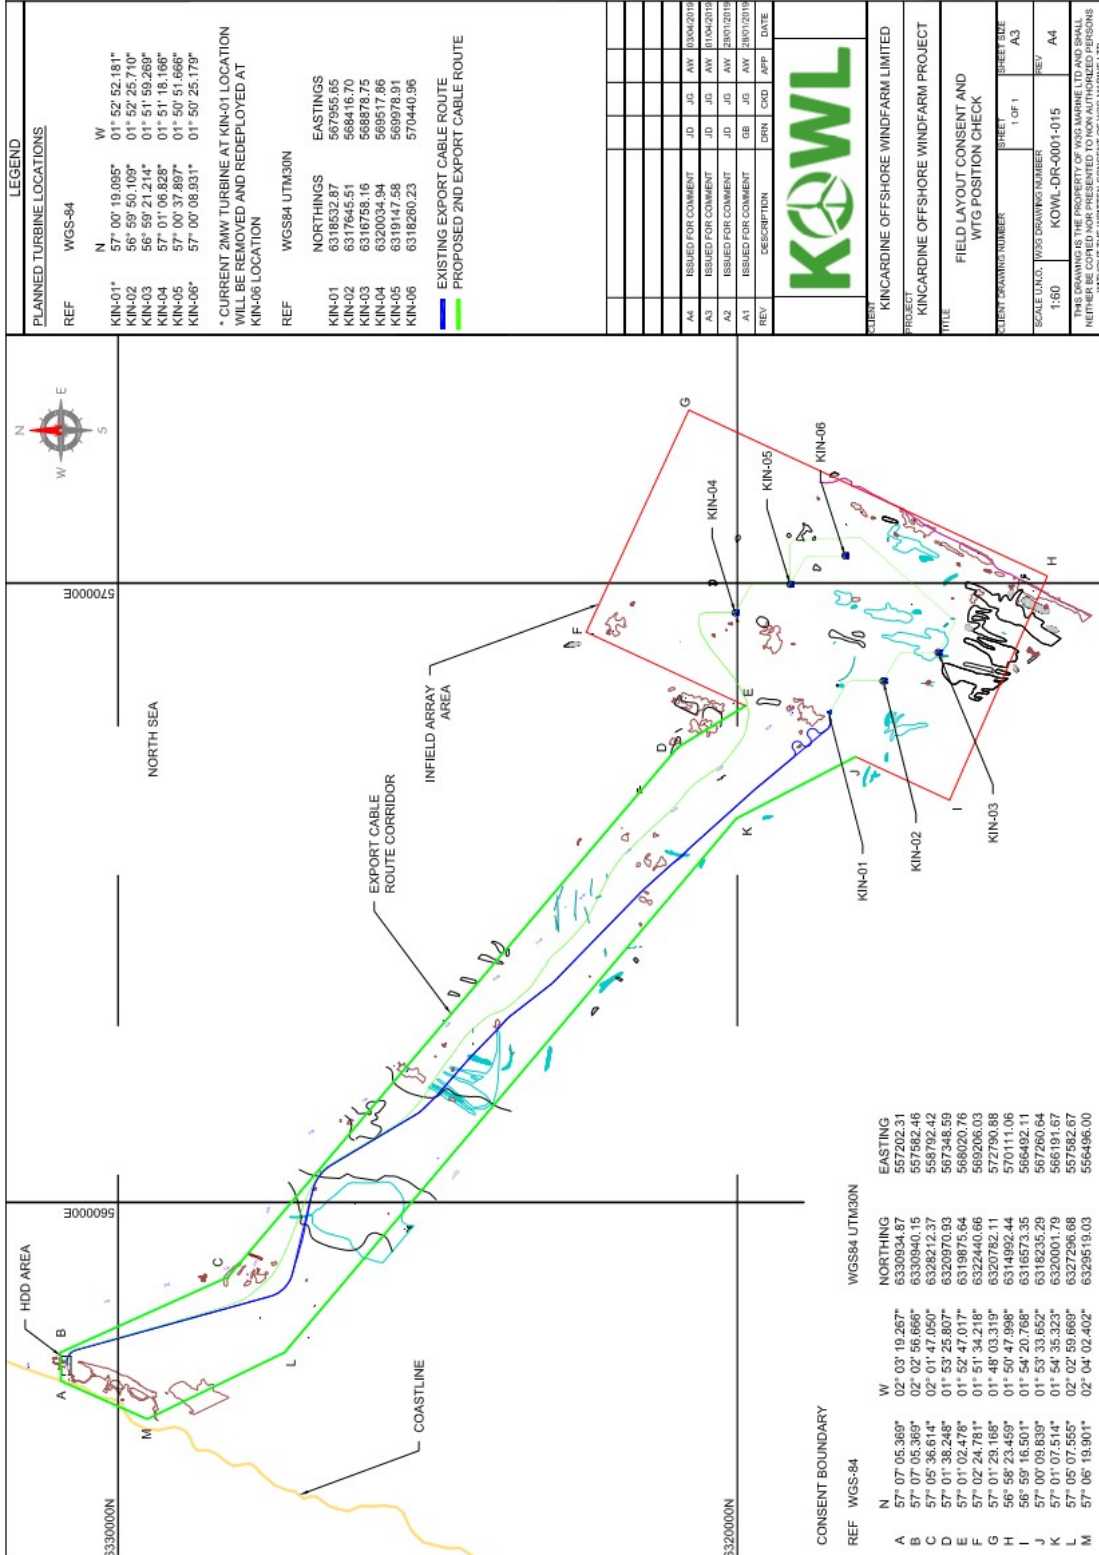 LEGEND
PLANNED TURBINE LOCATIONS
REF WGS-84
N W
KIN-01* 57° 00' 19.095" 01° 52' 52.181"
KIN-02 56° 59' 50.109" 01° 52' 25.710"
KIN-03 56° 59' 21.214" 01° 51' 59.269"
KIN-04 57° 01' 06.828" 01° 51' 18.166"
KIN-05 57° 00' 37.897" 01° 50' 51.666"
KIN-06* 57° 00' 08.931" 01° 50' 25.179"
* CURRENT 2MW TURBINE AT KIN-01 LOCATION
WILL BE REMOVED AND REDEPLOYED AT
KIN-06 LOCATION
REF WGS84 UTM30N
NORTHINGS EASTINGS
KIN-01 6318532.87 567955.65
KIN-02 6317645.51 568416.70
KIN-03 6316758.16 568878.75
KIN-04 6320034.94 569517.86
KIN-05 6319147.58 569978.91
KIN-06 6318260.23 570440.96
EXISTING EXPORT CABLE ROUTE
PROPOSED 2ND EXPORT CABLE ROUTE
A4 ISSUED FOR COMMENT JD JG AW 03/04/2019
A3 ISSUED FOR COMMENT JD JG AW 01/04/2019
A2 ISSUED FOR COMMENT JD JG AW 29/01/2019
A1 ISSUED FOR COMMENT GB JG AW 28/01/2019
REV DESCRIPTION DRN CKD APP DATE
KOWL
CLIENT
KINCARDINE OFFSHORE WINDFARM LIMITED
PROJECT
KINCARDINE OFFSHORE WINDFARM PROJECT
TITLE
FIELD LAYOUT CONSENT AND
WTG POSITION CHECK
CLIENT DRAWING NUMBER SHEET SHEET SIZE
1 OF 1 A3
SCALE U.N.O. W3G DRAWING NUMBER REV
1:60 KOWL-DR-0001-015 A4
THIS DRAWING IS THE PROPERTY OF W3G MARINE LTD AND SHALL
NEITHER BE COPIED NOR PRESENTED TO NON AUTHORIZED PERSONS
N
W E
S
570000E
560000E
6330000N
6320000N
NORTH SEA
HDD AREA
EXPORT CABLE
ROUTE CORRIDOR
INFIELD ARRAY
AREA
COASTLINE
A
B
C
D
E
F
G
H
I
J
K
L
M
KIN-01
KIN-02
KIN-03
KIN-04
KIN-05
KIN-06
CONSENT BOUNDARY
REF WGS-84 WGS84 UTM30N
N W NORTHING EASTING
A 57° 07' 05.369" 02° 03' 19.267" 6330934.87 557202.31
B 57° 07' 05.369" 02° 02' 56.666" 6330940.15 557582.46
C 57° 05' 36.614" 02° 01' 47.050" 6328212.37 558792.42
D 57° 01' 38.248" 01° 53' 25.807" 6320970.93 567348.59
E 57° 01' 02.478" 01° 52' 47.017" 6319875.64 568020.76
F 57° 02' 24.781" 01° 51' 34.218" 6322440.66 569206.03
G 57° 01' 29.168" 01° 48' 03.319" 6320782.11 572790.88
H 56° 58' 23.459" 01° 50' 47.998" 6314992.44 570111.06
I 56° 59' 16.501" 01° 54' 20.768" 6316573.35 566492.11
J 57° 00' 09.839" 01° 53' 33.652" 6318235.29 567260.64
K 57° 01' 07.514" 01° 54' 35.323" 6320001.79 566191.67
L 57° 05' 07.555" 02° 02' 59.669" 6327296.68 557582.67
M 57° 06' 19.901" 02° 04' 02.402" 6329519.03 556496.00